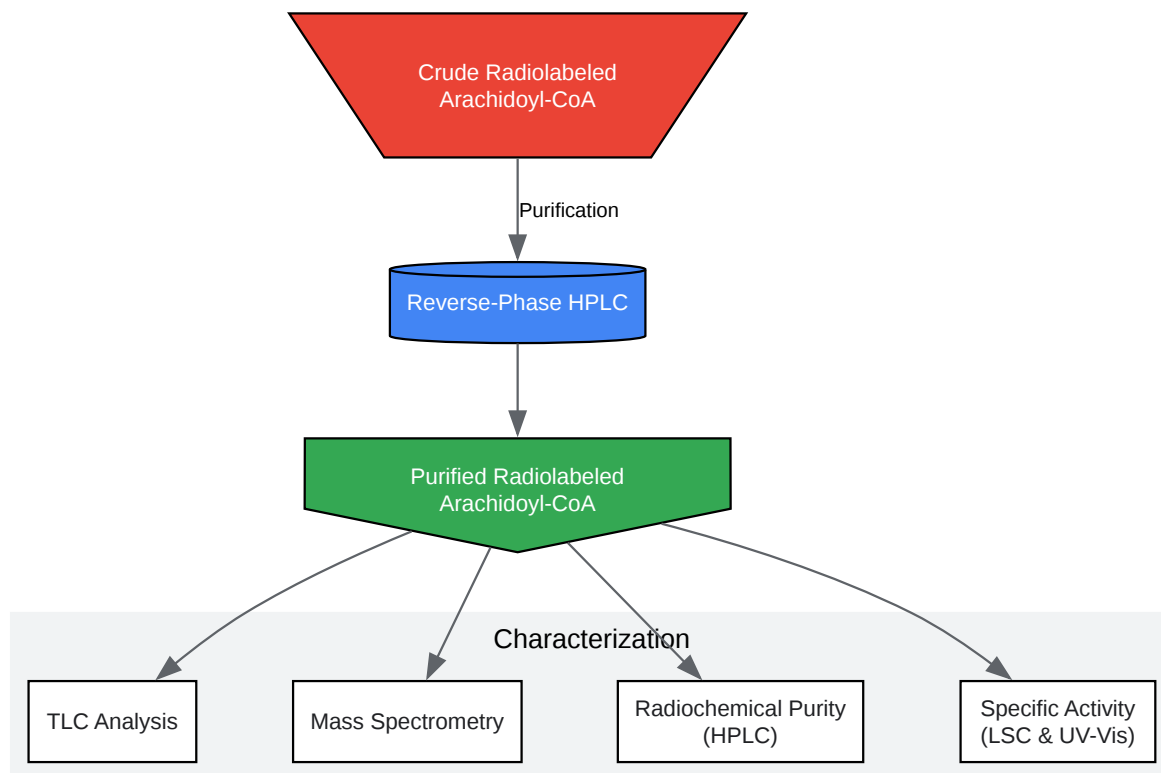 Crude Radiolabeled
Arachidoyl-CoA
Purification
Reverse-Phase HPLC
Purified Radiolabeled
Arachidoyl-CoA
Characterization
TLC Analysis
Mass Spectrometry
Radiochemical Purity
(HPLC)
Specific Activity
(LSC & UV-Vis)